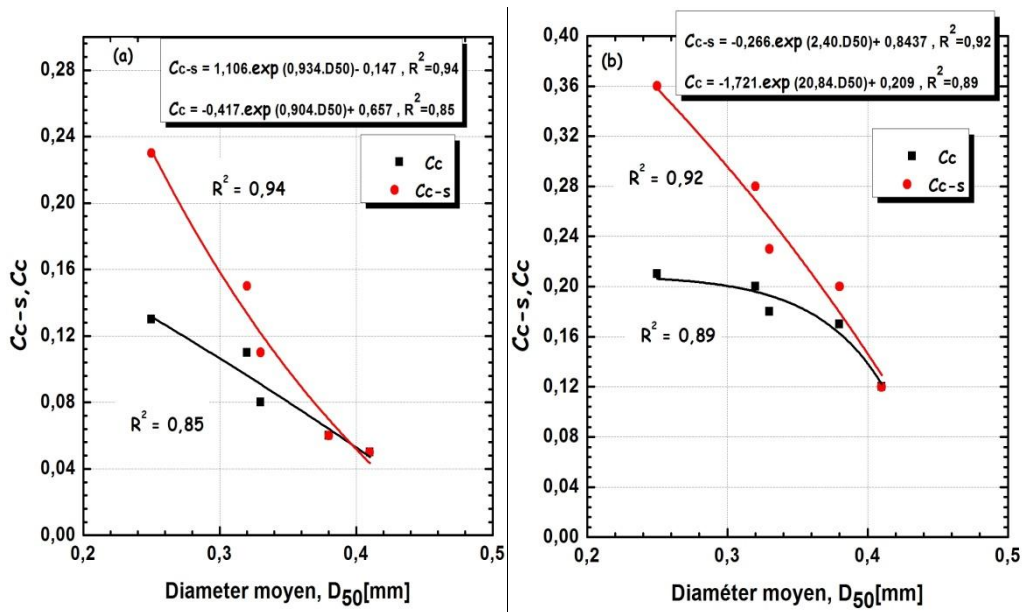 (a)
Cc-s = 1,106.exp (0,934.D50)- 0,147 , R²=0,94
Cc = -0,417.exp (0,904.D50)+ 0,657 , R²=0,85
Cc
Cc-s
R² = 0,94
R² = 0,85
Cc-s, Cc
0,28
0,24
0,20
0,16
0,12
0,08
0,04
0,00
0,2 0,3 0,4 0,5
Diameter moyen, D50[mm]
(b)
Cc-s = -0,266.exp (2,40.D50)+ 0,8437 , R²=0,92
Cc = -1,721.exp (20,84.D50)+ 0,209 , R²=0,89
Cc
Cc-s
R² = 0,92
R² = 0,89
Cc-s, Cc
0,40
0,36
0,32
0,28
0,24
0,20
0,16
0,12
0,08
0,04
0,00
0,2 0,3 0,4 0,5
Diaméter moyen, D50[mm]